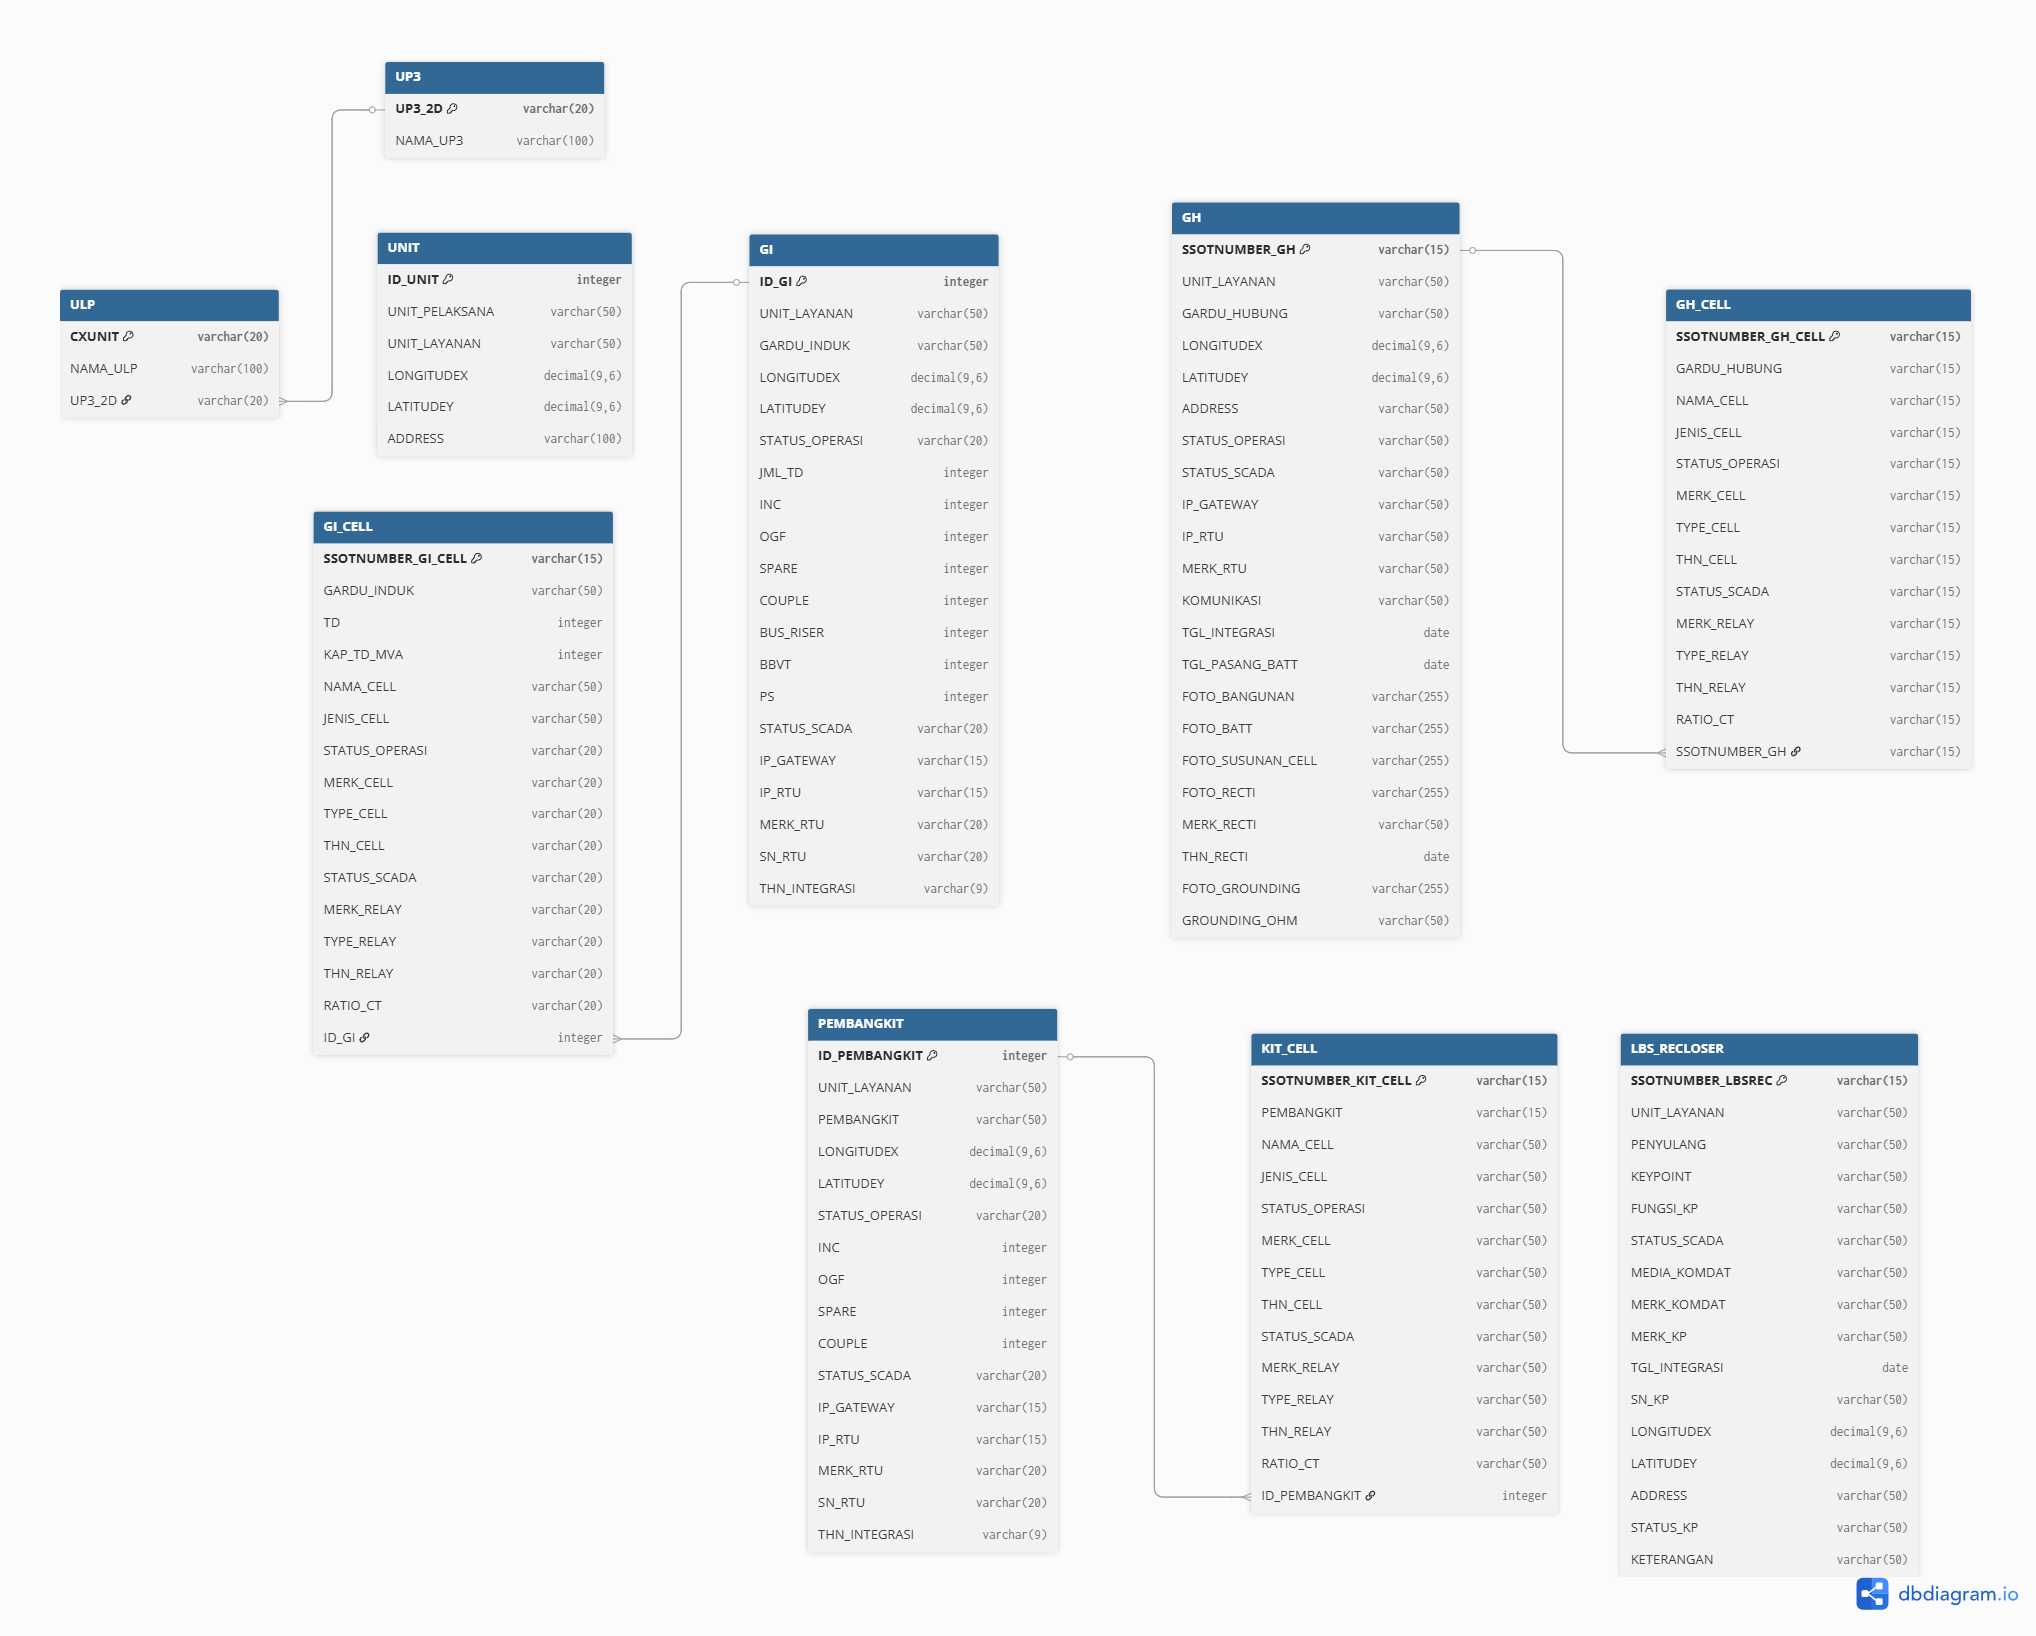 UP3
UP3_2D varchar(20)
NAMA_UP3 varchar(100)
ULP
CXUNIT varchar(20)
NAMA_ULP varchar(100)
UP3_2D varchar(20)
UNIT
ID_UNIT integer
UNIT_PELAKSANA varchar(50)
UNIT_LAYANAN varchar(50)
LONGITUDEX decimal(9,6)
LATITUDEY decimal(9,6)
ADDRESS varchar(100)
GI
ID_GI integer
UNIT_LAYANAN varchar(50)
GARDU_INDUK varchar(50)
LONGITUDEX decimal(9,6)
LATITUDEY decimal(9,6)
STATUS_OPERASI varchar(20)
JML_TD integer
INC integer
OGF integer
SPARE integer
COUPLE integer
BUS_RISER integer
BBVT integer
PS integer
STATUS_SCADA varchar(20)
IP_GATEWAY varchar(15)
IP_RTU varchar(15)
MERK_RTU varchar(20)
SN_RTU varchar(20)
THN_INTEGRASI varchar(9)
GH
SSOTNUMBER_GH varchar(15)
UNIT_LAYANAN varchar(50)
GARDU_HUBUNG varchar(50)
LONGITUDEX decimal(9,6)
LATITUDEY decimal(9,6)
ADDRESS varchar(50)
STATUS_OPERASI varchar(50)
STATUS_SCADA varchar(50)
IP_GATEWAY varchar(50)
IP_RTU varchar(50)
MERK_RTU varchar(50)
KOMUNIKASI varchar(50)
TGL_INTEGRASI date
TGL_PASANG_BATT date
FOTO_BANGUNAN varchar(255)
FOTO_BATT varchar(255)
FOTO_SUSUNAN_CELL varchar(255)
FOTO_RECTI varchar(255)
MERK_RECTI varchar(50)
THN_RECTI date
FOTO_GROUNDING varchar(255)
GROUNDING_OHM varchar(50)
GH_CELL
SSOTNUMBER_GH_CELL varchar(15)
GARDU_HUBUNG varchar(15)
NAMA_CELL varchar(15)
JENIS_CELL varchar(15)
STATUS_OPERASI varchar(15)
MERK_CELL varchar(15)
TYPE_CELL varchar(15)
THN_CELL varchar(15)
STATUS_SCADA varchar(15)
MERK_RELAY varchar(15)
TYPE_RELAY varchar(15)
THN_RELAY varchar(15)
RATIO_CT varchar(15)
SSOTNUMBER_GH varchar(15)
GI_CELL
SSOTNUMBER_GI_CELL varchar(15)
GARDU_INDUK varchar(50)
TD integer
KAP_TD_MVA integer
NAMA_CELL varchar(50)
JENIS_CELL varchar(50)
STATUS_OPERASI varchar(20)
MERK_CELL varchar(20)
TYPE_CELL varchar(20)
THN_CELL varchar(20)
STATUS_SCADA varchar(20)
MERK_RELAY varchar(20)
TYPE_RELAY varchar(20)
THN_RELAY varchar(20)
RATIO_CT varchar(20)
ID_GI integer
PEMBANGKIT
ID_PEMBANGKIT integer
UNIT_LAYANAN varchar(50)
PEMBANGKIT varchar(50)
LONGITUDEX decimal(9,6)
LATITUDEY decimal(9,6)
STATUS_OPERASI varchar(20)
INC integer
OGF integer
SPARE integer
COUPLE integer
STATUS_SCADA varchar(20)
IP_GATEWAY varchar(15)
IP_RTU varchar(15)
MERK_RTU varchar(20)
SN_RTU varchar(20)
THN_INTEGRASI varchar(9)
KIT_CELL
SSOTNUMBER_KIT_CELL varchar(15)
PEMBANGKIT varchar(15)
NAMA_CELL varchar(50)
JENIS_CELL varchar(50)
STATUS_OPERASI varchar(50)
MERK_CELL varchar(50)
TYPE_CELL varchar(50)
THN_CELL varchar(50)
STATUS_SCADA varchar(50)
MERK_RELAY varchar(50)
TYPE_RELAY varchar(50)
THN_RELAY varchar(50)
RATIO_CT varchar(50)
ID_PEMBANGKIT integer
LBS_RECLOSER
SSOTNUMBER_LBSREC varchar(15)
UNIT_LAYANAN varchar(50)
PENYULANG varchar(50)
KEYPOINT varchar(50)
FUNGSI_KP varchar(50)
STATUS_SCADA varchar(50)
MEDIA_KOMDAT varchar(50)
MERK_KOMDAT varchar(50)
MERK_KP varchar(50)
TGL_INTEGRASI date
SN_KP varchar(50)
LONGITUDEX decimal(9,6)
LATITUDEY decimal(9,6)
ADDRESS varchar(50)
STATUS_KP varchar(50)
KETERANGAN varchar(50)
dbdiagram.io